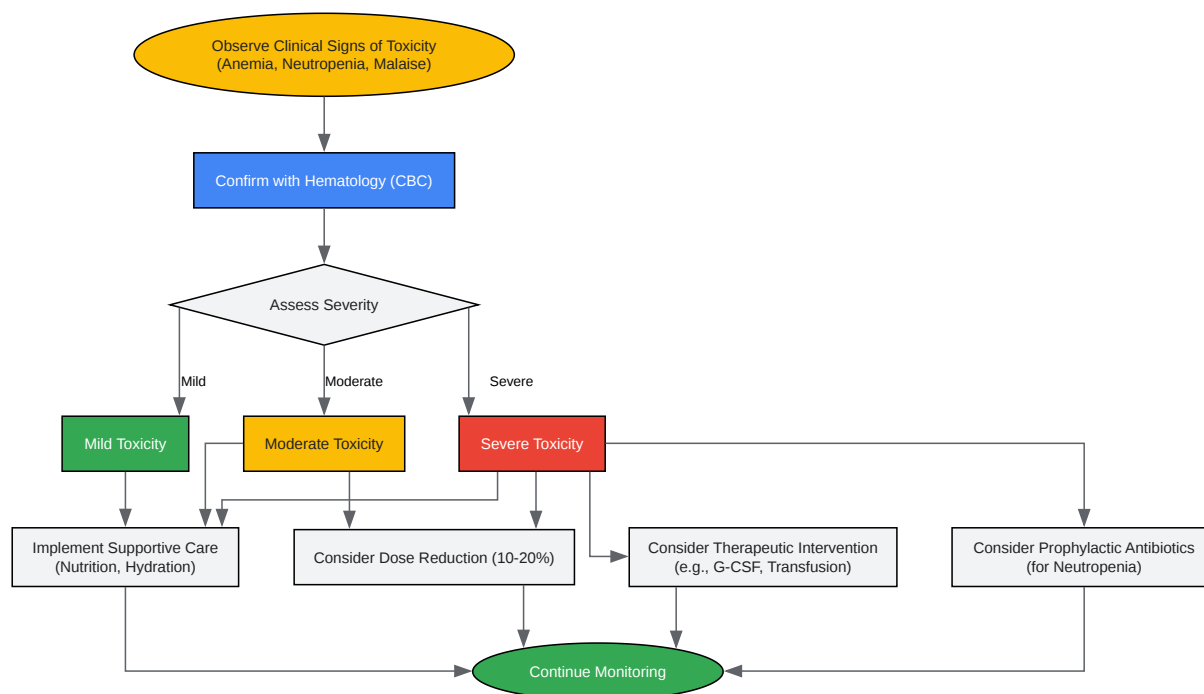 Observe Clinical Signs of Toxicity
(Anemia, Neutropenia, Malaise)
Confirm with Hematology (CBC)
Assess Severity
Mild
Moderate
Severe
Mild Toxicity
Moderate Toxicity
Severe Toxicity
Implement Supportive Care
(Nutrition, Hydration)
Consider Dose Reduction (10-20%)
Consider Therapeutic Intervention
(e.g., G-CSF, Transfusion)
Consider Prophylactic Antibiotics
(for Neutropenia)
Continue Monitoring